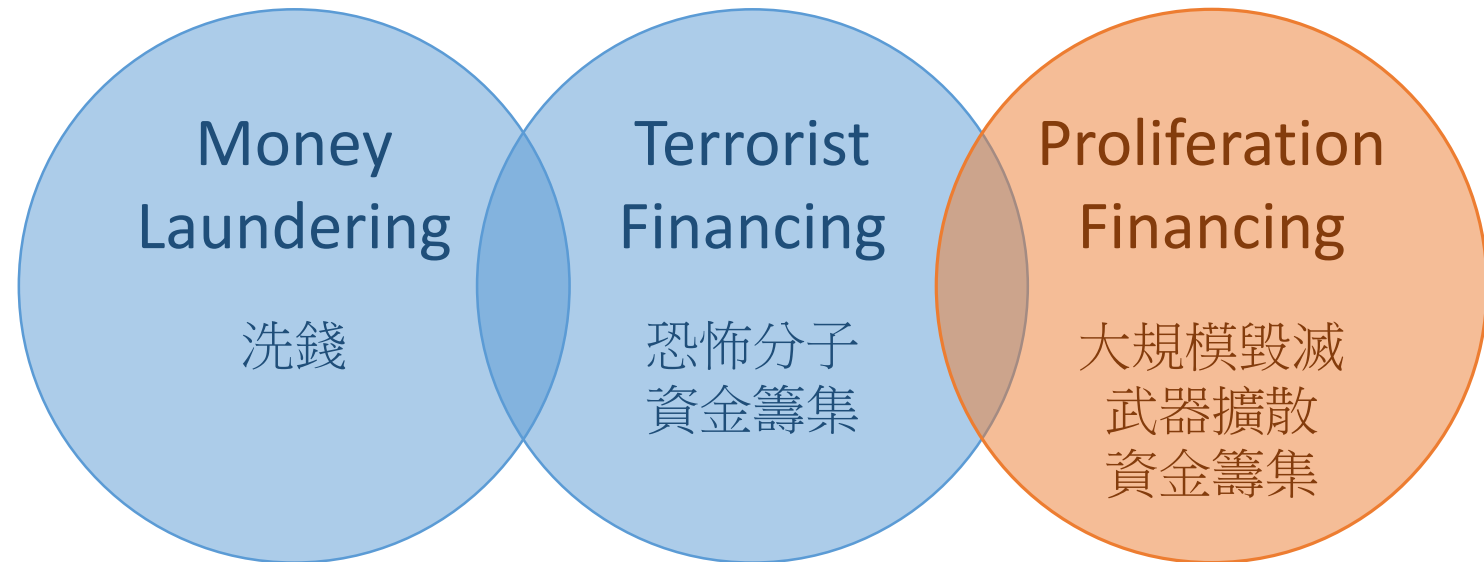 Money
Laundering
洗錢
Terrorist
Financing
恐怖分子
資金籌集
Proliferation
Financing
大規模毀滅
武器擴散
資金籌集